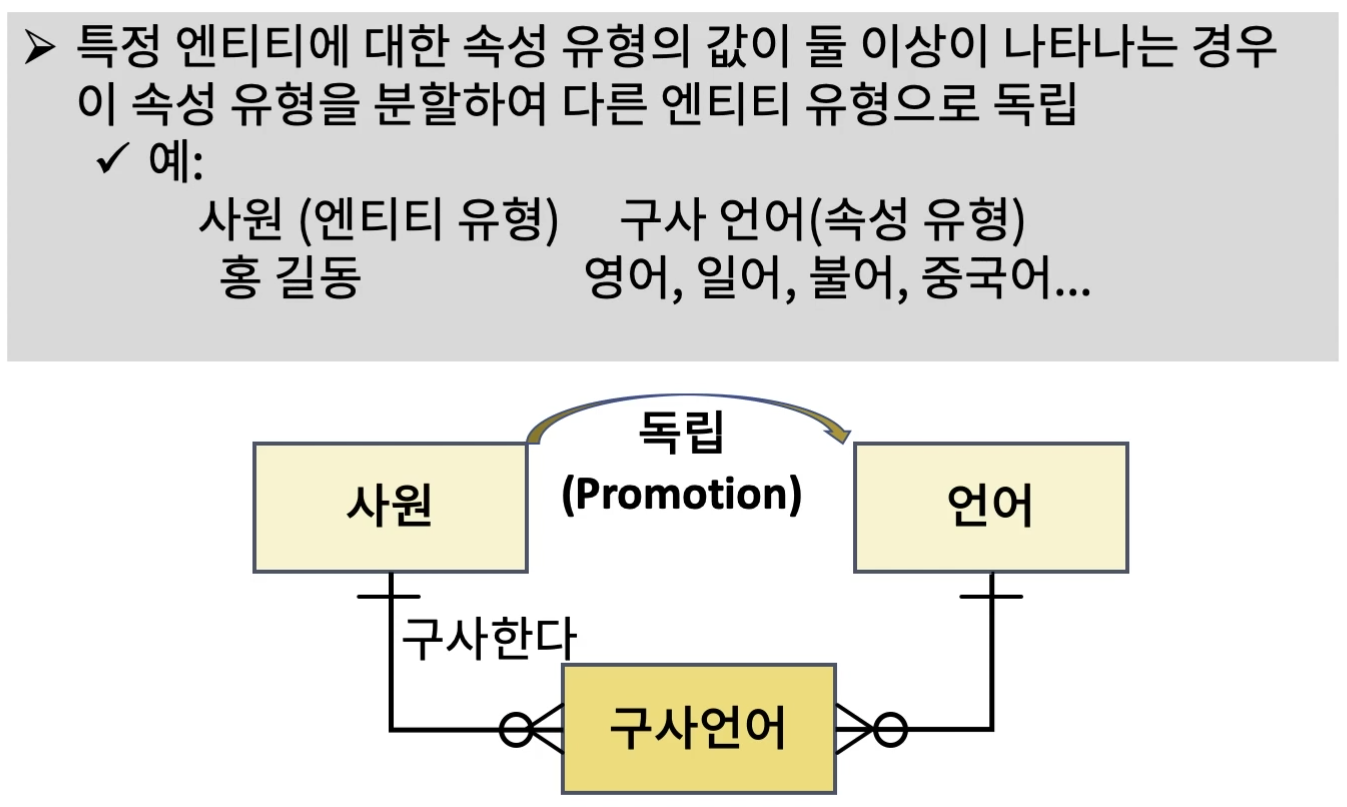 ➢ 특정 엔티티에 대한 속성 유형의 값이 둘 이상이 나타나는 경우
이 속성 유형을 분할하여 다른 엔티티 유형으로 독립
✓ 예:
사원 (엔티티 유형) 구사 언어(속성 유형)
홍 길동 영어, 일어, 불어, 중국어...
독립
(Promotion)
사원 언어
구사한다
구사언어